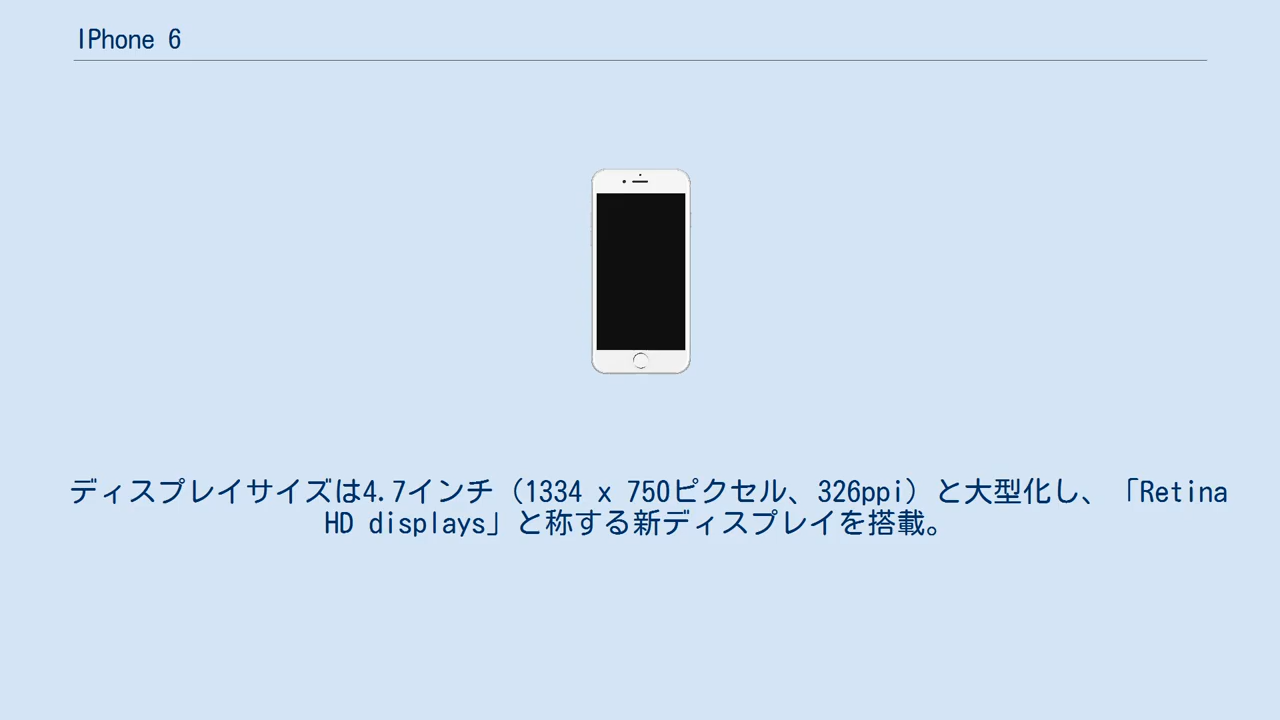 IPhone 6
ディスプレイサイズは4.7インチ（1334 x 750ピクセル、326ppi）と大型化し、「Retina
HD displays」と称する新ディスプレイを搭載。